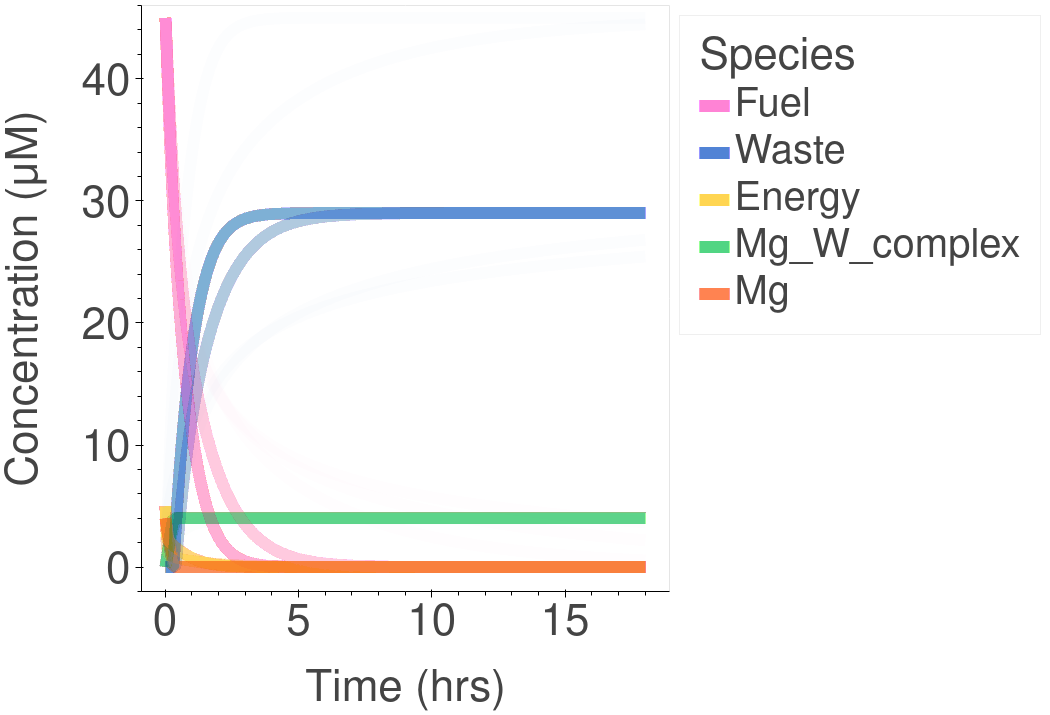 Concentration (µM)
40
30
20
10
0
0 5 10 15
Time (hrs)
Species
Fuel
Waste
Energy
Mg_W_complex
Mg